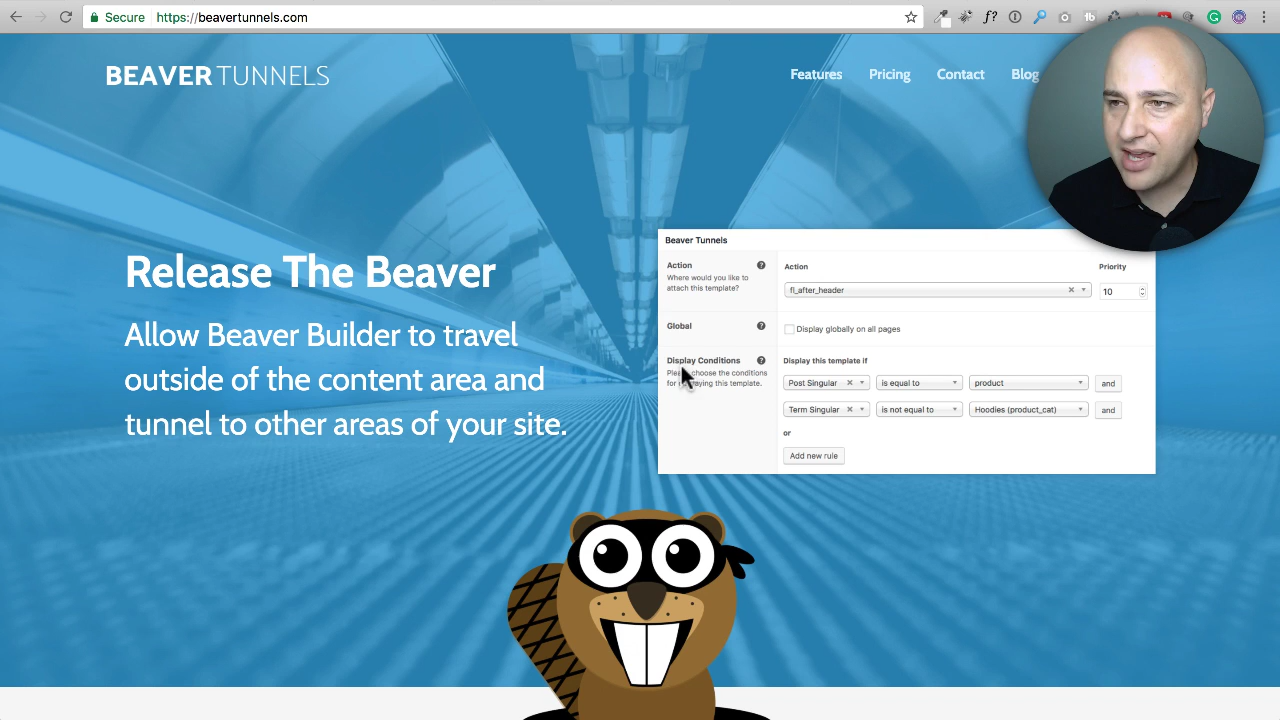 Secure https://beavertunnels.com
f?
1b
BEAVER TUNNELS
Features Pricing Contact Blog
Release The Beaver
Allow Beaver Builder to travel
outside of the content area and
tunnel to other areas of your site.
Beaver Tunnels
Action
Where would you like to
attach this template?
Action Priority
fl_after_header 10
Global
Display globally on all pages
Display Conditions
Display this template if
for
this template.
Post Singular is equal to product and
Term Singular is not equal to Hoodies (product_cat) and
or
Add new rule